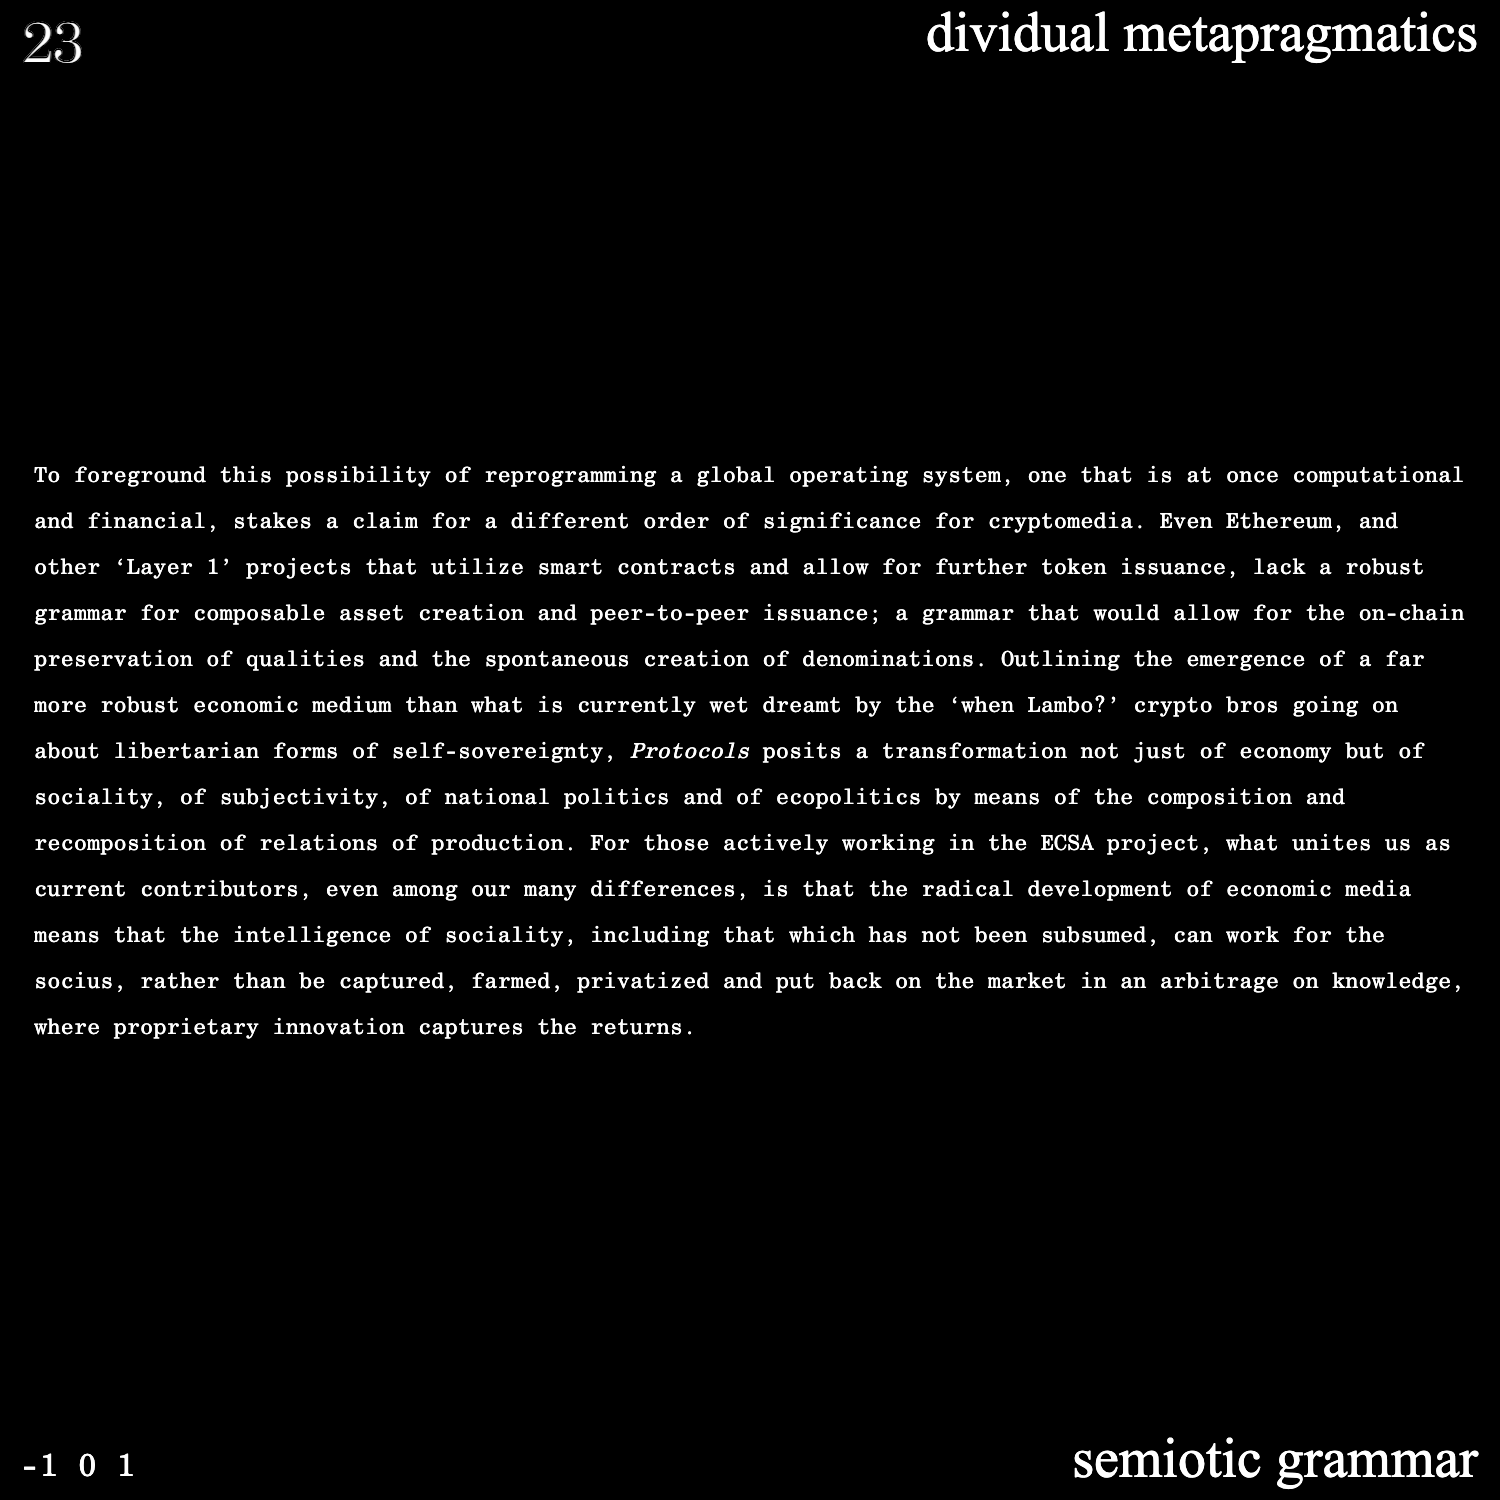 23
dividual metapragmatics
To foreground this possibility of reprogramming a global operating system, one that is at once computational
and financial, stakes a claim for a different order of significance for cryptomedia. Even Ethereum, and
other ‘Layer 1’ projects that utilize smart contracts and allow for further token issuance, lack a robust
grammar for composable asset creation and peer-to-peer issuance; a grammar that would allow for the on-chain
preservation of qualities and the spontaneous creation of denominations. Outlining the emergence of a far
more robust economic medium than what is currently wet dreamt by the ‘when Lambo?’ crypto bros going on
about libertarian forms of self-sovereignty, Protocols posits a transformation not just of economy but of
sociality, of subjectivity, of national politics and of ecopolitics by means of the composition and
recomposition of relations of production. For those actively working in the ECSA project, what unites us as
current contributors, even among our many differences, is that the radical development of economic media
means that the intelligence of sociality, including that which has not been subsumed, can work for the
socius, rather than be captured, farmed, privatized and put back on the market in an arbitrage on knowledge,
where proprietary innovation captures the returns.
-1 0 1
semiotic grammar